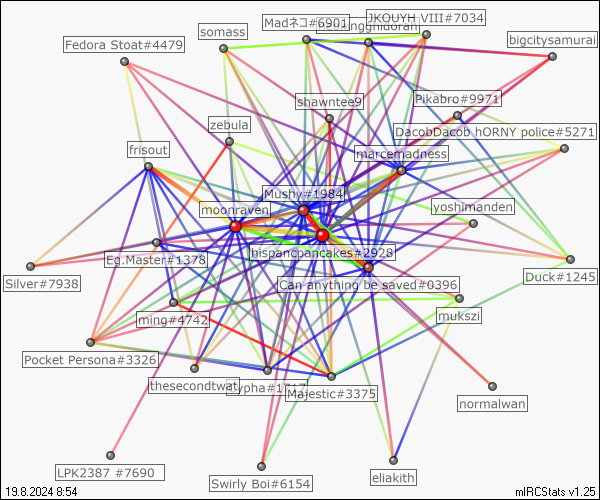 Madネコ#6901
JKOUYH VIII#7034
somass
bigcitysamurai
Fedora Stoat#4479
shawntee9
Pikabro#9971
zebula
DacobDacob hORNY police#5271
frisout
marcemadness
Mushy#1984
moonraven
yoshimanden
hispancpancakes#2928
Eg.Master#1378
Silver#7938
Can anything be saved#0396
Duck#1245
ming#4742
mukszi
Pocket Persona#3326
thesecondtwat
Majestic#3375
normalwan
LPK2387 #7690
Swirly Boi#6154
eliakith
19.8.2024 8:54
mIRCStats v1.25